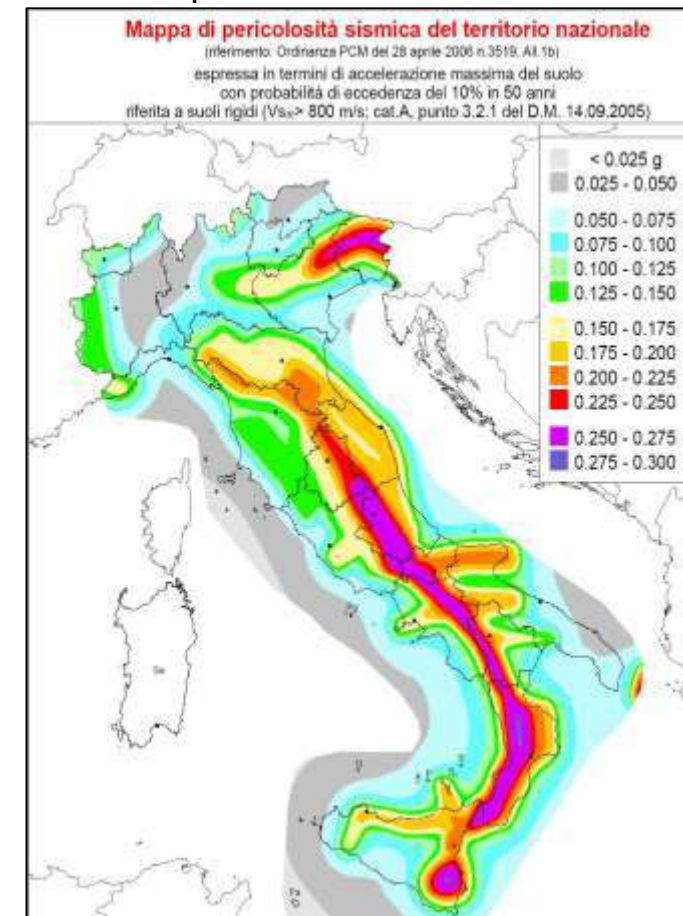 Mappa di pericolosità sismica del territorio nazionale
(riferimento: Ordinanza PCM del 28 aprile 2006 n.3519, All.1b)
espressa in termini di accelerazione massima del suolo
con probabilità di eccedenza del 10% in 50 anni
riferita a suoli rigidi (Vs₃₀> 800 m/s; cat.A, punto 3.2.1 del D.M. 14.09.2005)
< 0.025 g
0.025 - 0.050
0.050 - 0.075
0.075 - 0.100
0.100 - 0.125
0.125 - 0.150
0.150 - 0.175
0.175 - 0.200
0.200 - 0.225
0.225 - 0.250
0.250 - 0.275
0.275 - 0.300